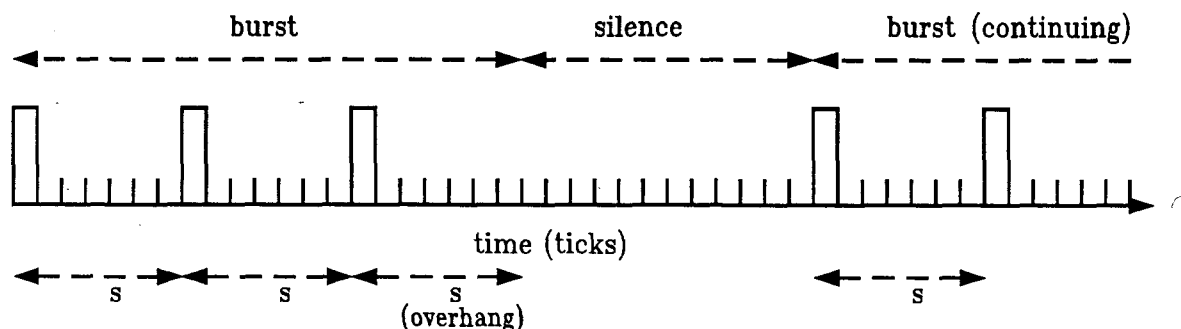 burst silence burst (continuing)
time (ticks)
s s s s
(overhang)